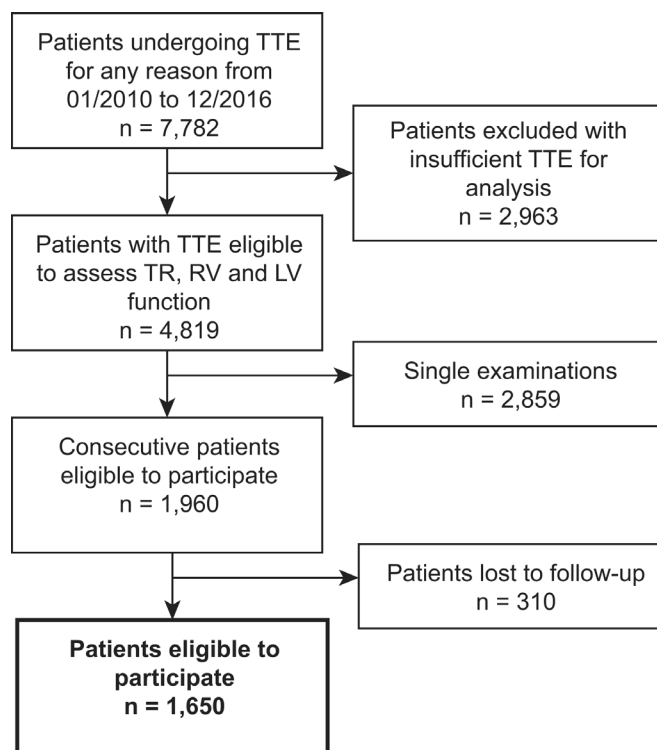 Patients undergoing TTE
for any reason from
01/2010 to 12/2016
n = 7,782
Patients excluded with
insufficient TTE for
analysis
n = 2,963
Patients with TTE eligible
to assess TR, RV and LV
function
n = 4,819
Single examinations
n = 2,859
Consecutive patients
eligible to participate
n = 1,960
Patients lost to follow-up
n = 310
Patients eligible to
participate
n = 1,650